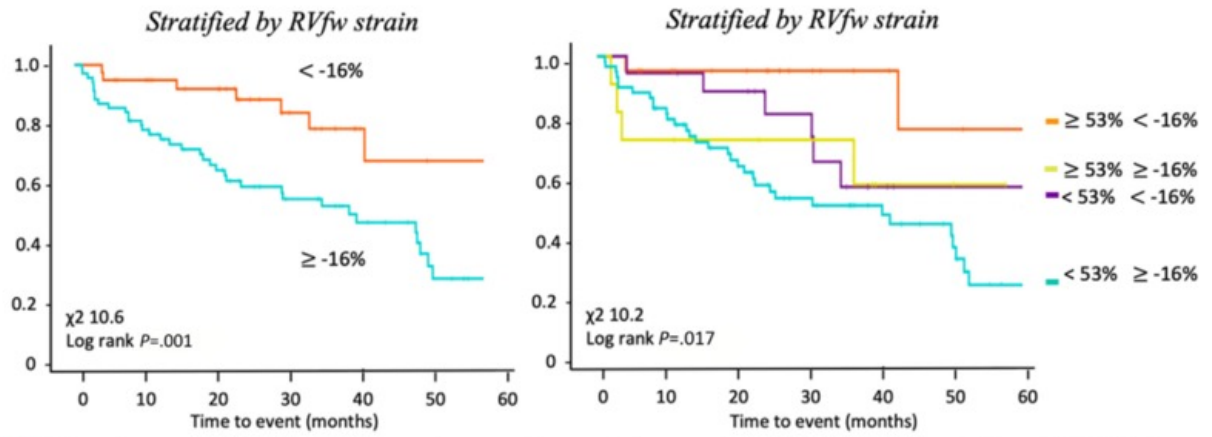 Stratified by RVfw strain
1.0
0.8
0.6
0.4
0.2
0
< -16%
≥ -16%
χ2 10.6
Log rank P=.001
0 10 20 30 40 50 60
Time to event (months)
Stratified by RVfw strain
1.0
0.8
0.6
0.4
0.2
0
χ2 10.2
Log rank P=.017
0 10 20 30 40 50 60
Time to event (months)
≥ 53% < -16%
≥ 53% ≥ -16%
< 53% < -16%
< 53% ≥ -16%